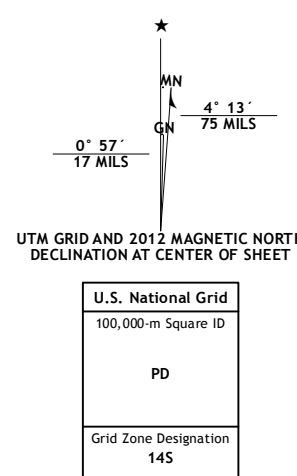 ★
MN
4° 13´
75 MILS
GN
0° 57´
17 MILS
UTM GRID AND 2012 MAGNETIC NORTH
DECLINATION AT CENTER OF SHEET
U.S. National Grid
100,000-m Square ID
PD
Grid Zone Designation
14S